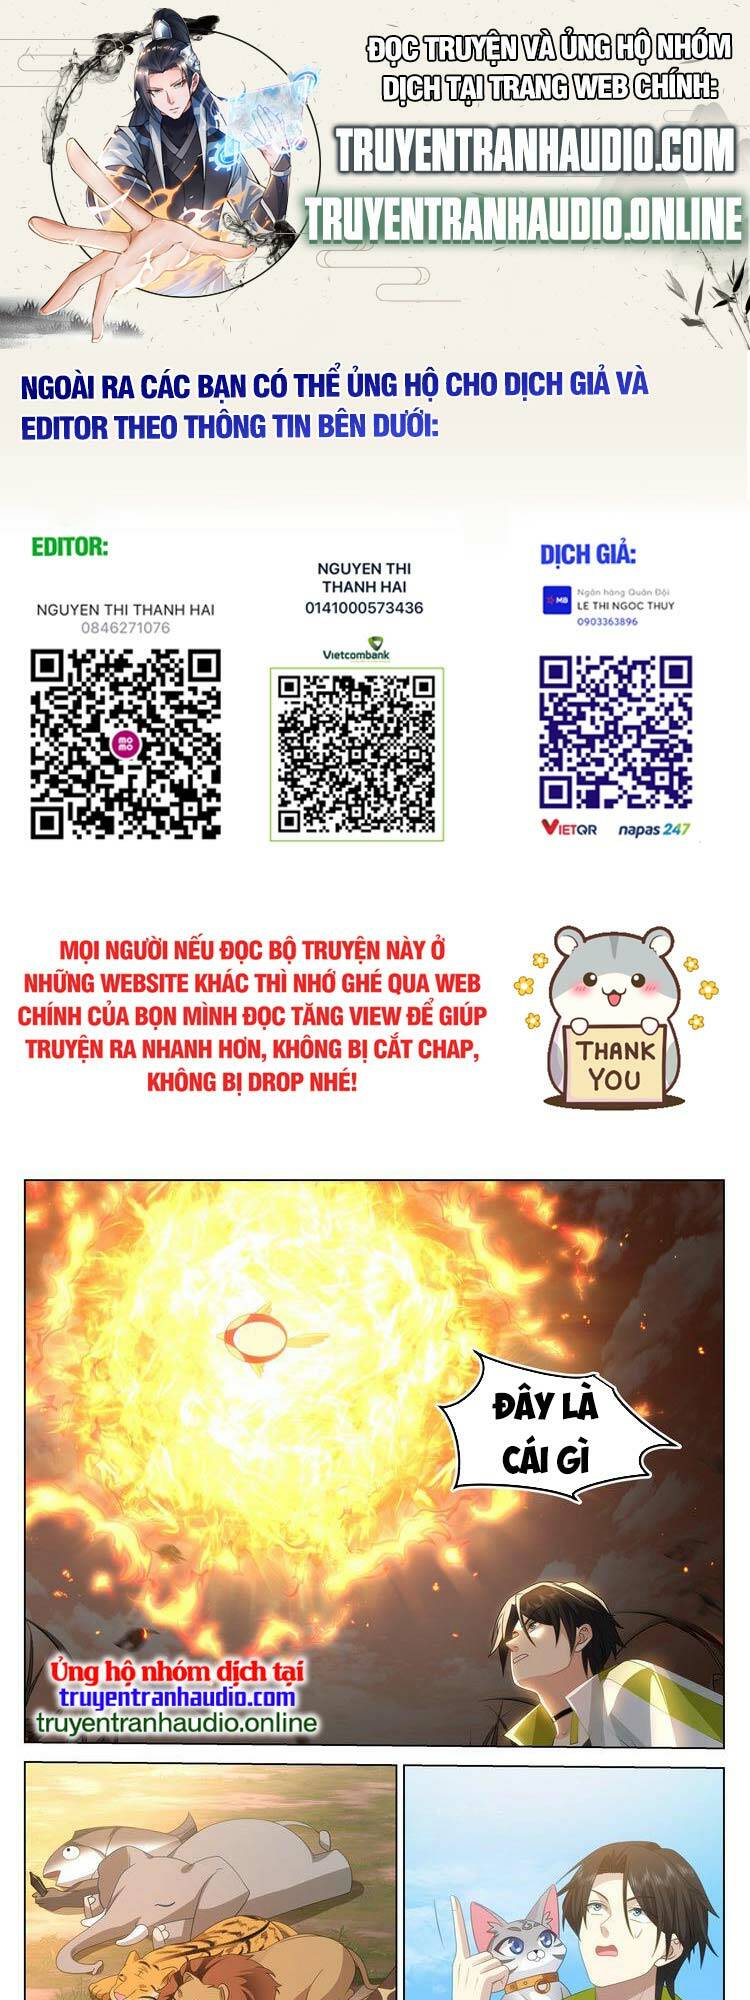 ĐỌC TRUYỆN VÀ ỦNG HỘ NHÓM
DỊCH TẠI TRANG WEB CHÍNH:
TRUYENTRANHAUDIO.COM
TRUYENTRANHAUDIO.ONLINE
NGOÀI RA CÁC BẠN CÓ THỂ ỦNG HỘ CHO DỊCH GIẢ VÀ
EDITOR THEO THÔNG TIN BÊN DƯỚI:
EDITOR:
NGUYEN THI THANH HAI
0846271076
mo
mo
NGUYEN THI
THANH HAI
0141000573436
Vietcombank
DỊCH GIẢ:
MB
Ngân hàng Quân Đội
LE THI NGOC THUY
0903363896
VIETQR
napas 247
MỌI NGƯỜI NẾU ĐỌC BỘ TRUYỆN NÀY Ở
NHỮNG WEBSITE KHÁC THÌ NHỚ GHÉ QUA WEB
CHÍNH CỦA BỌN MÌNH ĐỌC TĂNG VIEW ĐỂ GIÚP
TRUYỆN RA NHANH HƠN, KHÔNG BỊ CẮT CHAP,
KHÔNG BỊ DROP NHÉ!
THANK
YOU
ĐÂY LÀ
CÁI GÌ
Ủng hộ nhóm dịch tại
truyentranhaudio.com
truyentranhaudio.online